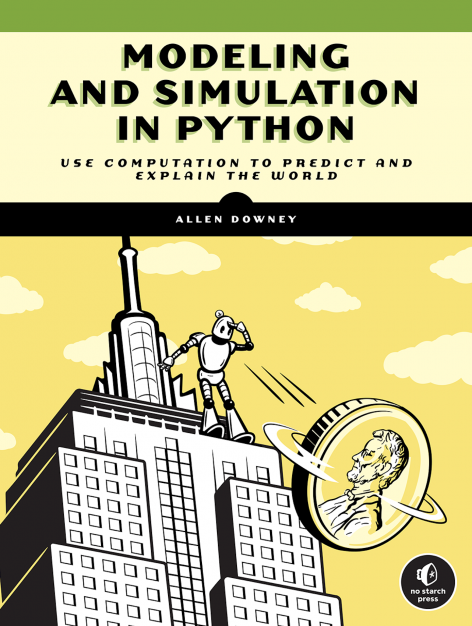 MODELING
AND SIMULATION
IN PYTHON
USE COMPUTATION TO PREDICT AND
EXPLAIN THE WORLD
ALLEN DOWNEY
no starch
press